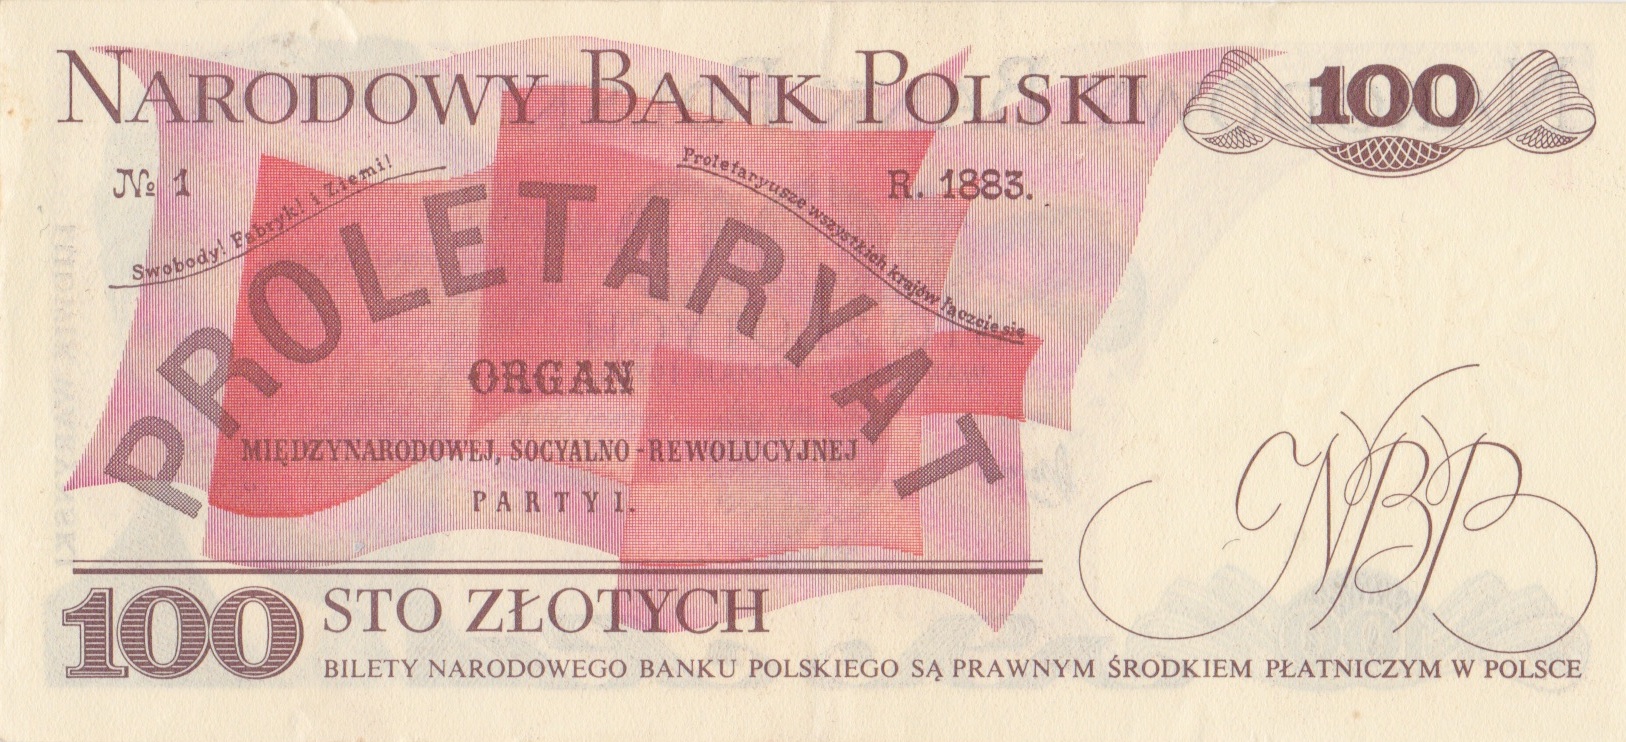 NARODOWY BANK POLSKI
100
№ 1
Swobody! Fabryk! i Ziemi!
Proletaryusze wszystkich krajów łączcie się
R. 1883.
PROLETARYAT
ORGAN
MIĘDZYNARODOWEJ, SOCYALNO-REWOLUCYJNEJ
PARTYI.
NBP
100
STO ZŁOTYCH
BILETY NARODOWEGO BANKU POLSKIEGO SĄ PRAWNYM ŚRODKIEM PŁATNICZYM W POLSCE